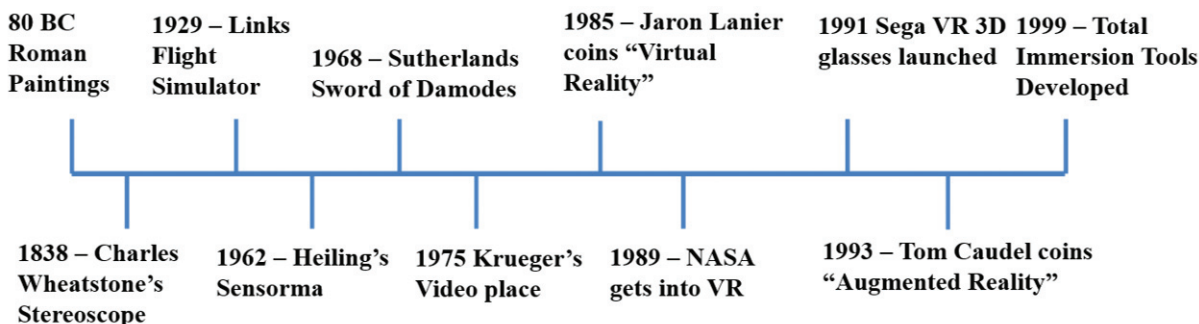 80 BC
Roman
Paintings
1929 – Links
Flight
Simulator
1968 – Sutherlands
Sword of Damodes
1985 – Jaron Lanier
coins “Virtual
Reality”
1991 Sega VR 3D
glasses launched
1999 – Total
Immersion Tools
Developed
1838 – Charles
Wheatstone’s
Stereoscope
1962 – Heiling’s
Sensorma
1975 Krueger’s
Video place
1989 – NASA
gets into VR
1993 – Tom Caudel coins
“Augmented Reality”